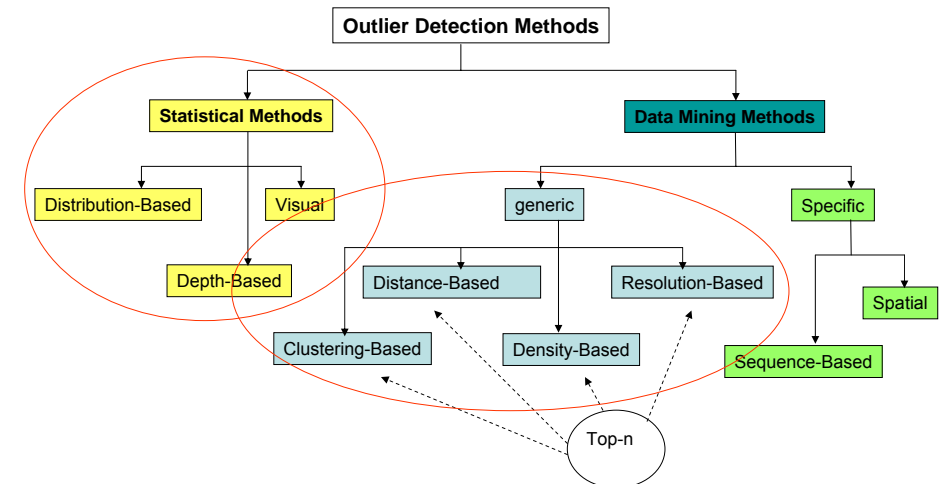 Outlier Detection Methods
Statistical Methods
Data Mining Methods
Distribution-Based
Visual
generic
Specific
Depth-Based
Distance-Based
Resolution-Based
Spatial
Clustering-Based
Density-Based
Sequence-Based
Top-n